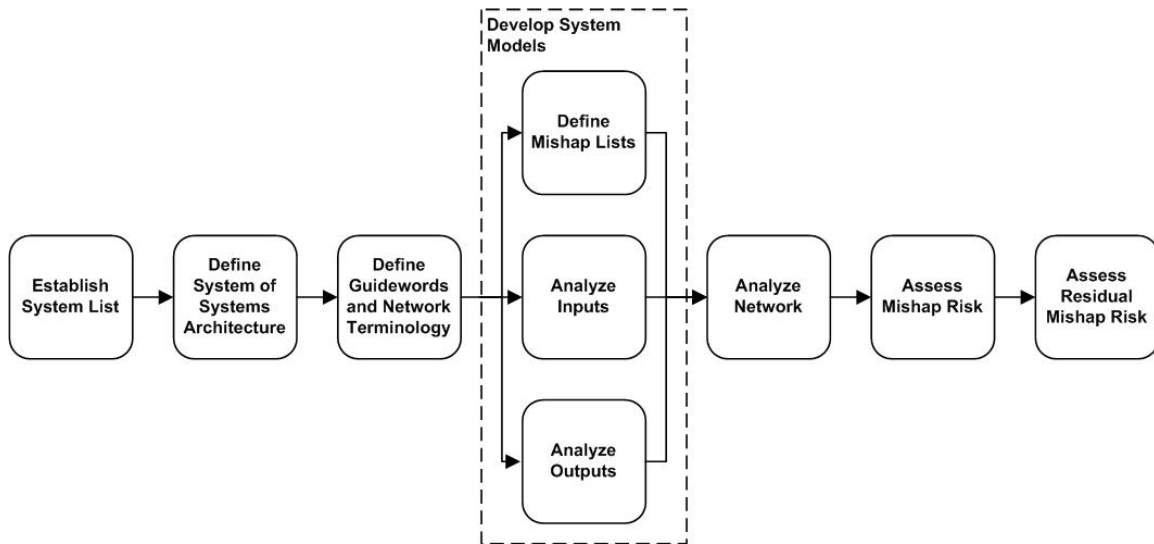 Develop System
Models
Define
Mishap Lists
Establish
System List
Define
System of
Systems
Architecture
Define
Guidewords
and Network
Terminology
Analyze
Inputs
Analyze
Network
Assess
Mishap Risk
Assess
Residual
Mishap Risk
Analyze
Outputs